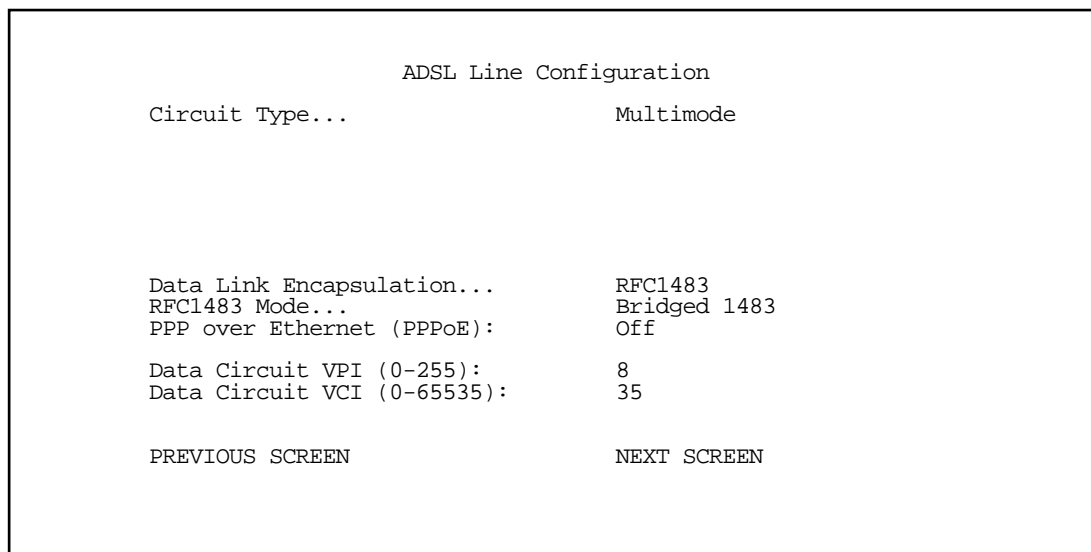 ADSL Line Configuration
Circuit Type... Multimode
Data Link Encapsulation... RFC1483
RFC1483 Mode... Bridged 1483
PPP over Ethernet (PPPoE): Off
Data Circuit VPI (0-255): 8
Data Circuit VCI (0-65535): 35
PREVIOUS SCREEN NEXT SCREEN